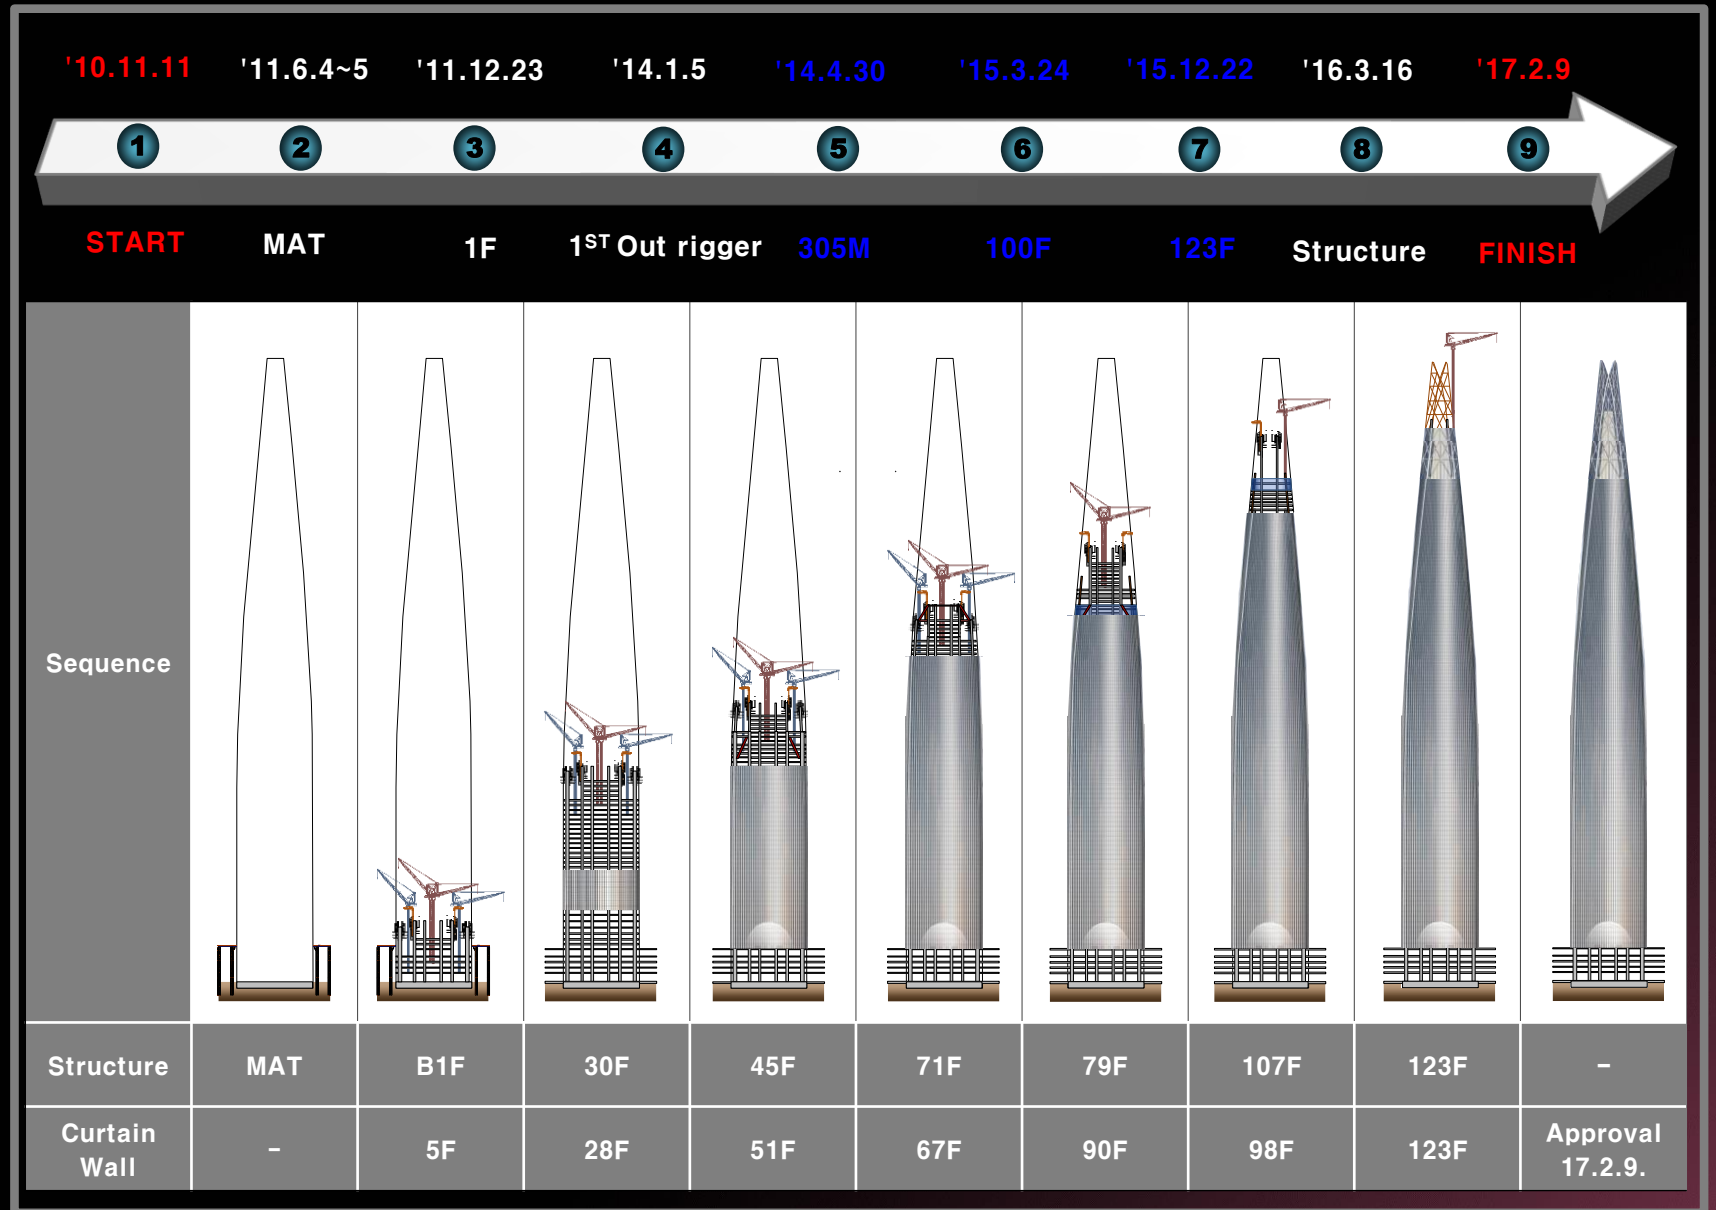 '10.11.11 '11.6.4~5 '11.12.23 '14.1.5 '14.4.30 '15.3.24 '15.12.22 '16.3.16 '17.2.9
1 2 3 4 5 6 7 8 9
START MAT 1F 1ST Out rigger 305M 100F 123F Structure FINISH
Sequence
Structure MAT B1F 30F 45F 71F 79F 107F 123F -
Curtain Wall - 5F 28F 51F 67F 90F 98F 123F Approval 17.2.9.